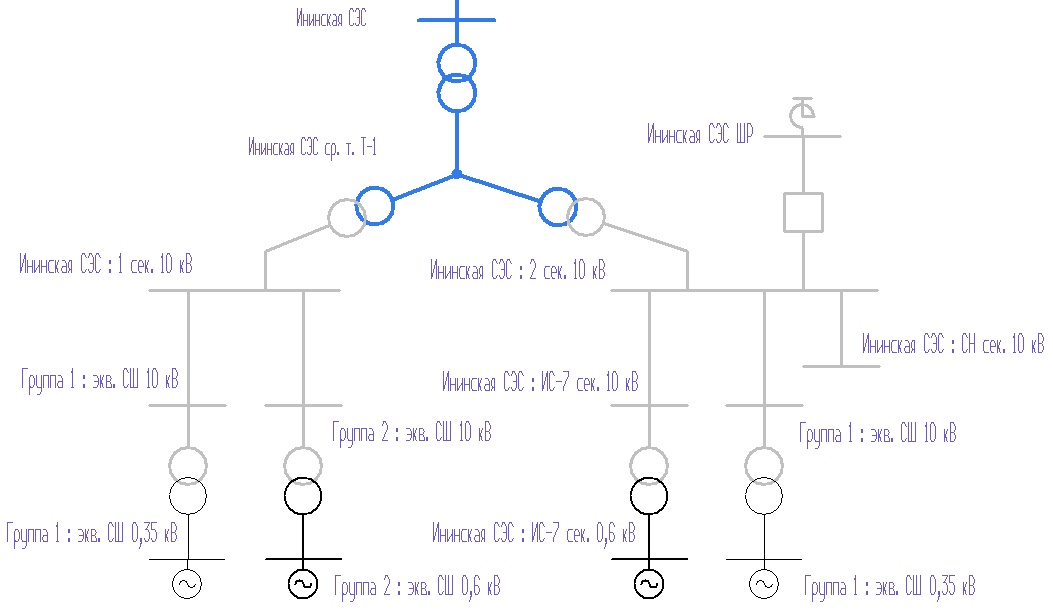 Ининская СЭС
Ининская СЭС ШР
Ининская СЭС ср. т. Т-1
Ининская СЭС : 1 сек. 10 кВ
Ининская СЭС : 2 сек. 10 кВ
Ининская СЭС : СН сек. 10 кВ
Группа 1 : экв. СШ 10 кВ
Ининская СЭС : ИС-7 сек. 10 кВ
Группа 2 : экв. СШ 10 кВ
Группа 1 : экв. СШ 10 кВ
Группа 1 : экв. СШ 0,35 кВ
Ининская СЭС : ИС-7 сек. 0,6 кВ
Группа 2 : экв. СШ 0,6 кВ
Группа 1 : экв. СШ 0,35 кВ